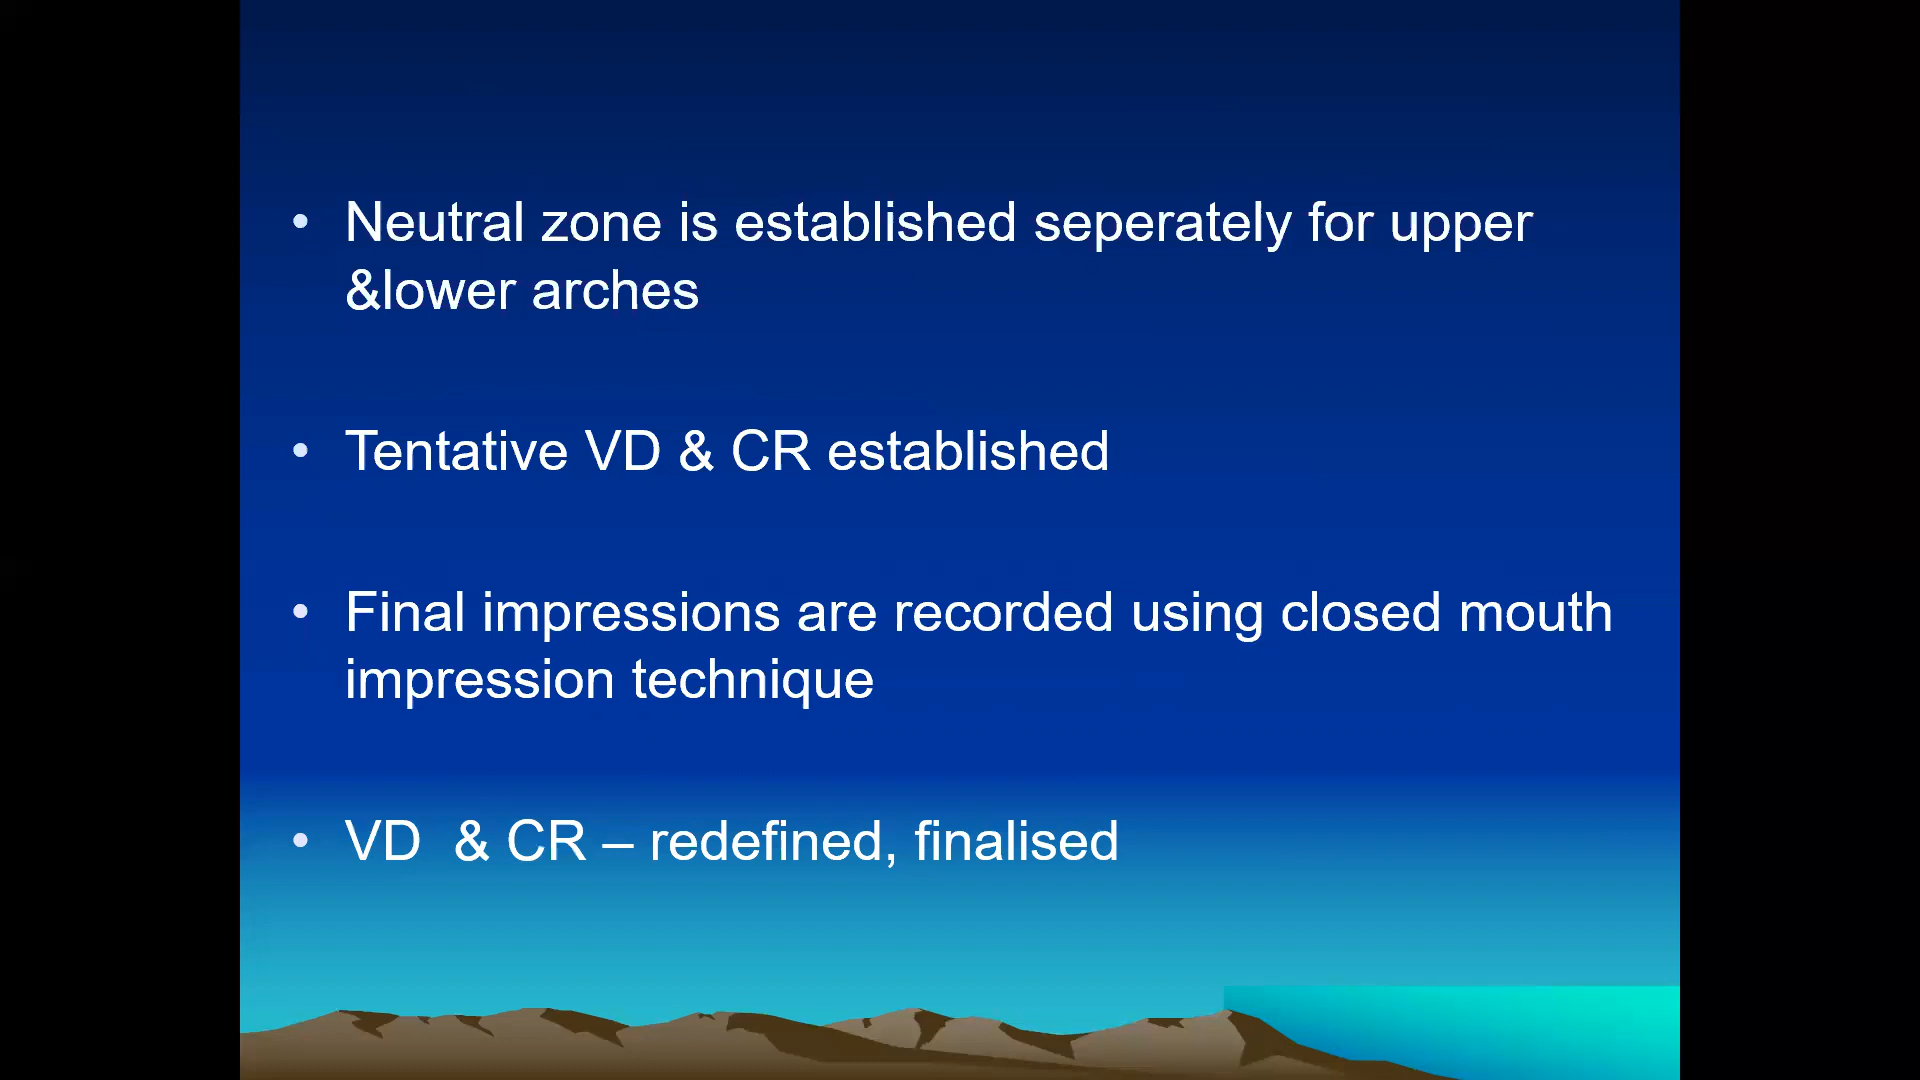 • Neutral zone is established seperately for upper
&lower arches
• Tentative VD & CR established
• Final impressions are recorded using closed mouth
impression technique
• VD  & CR – redefined, finalised